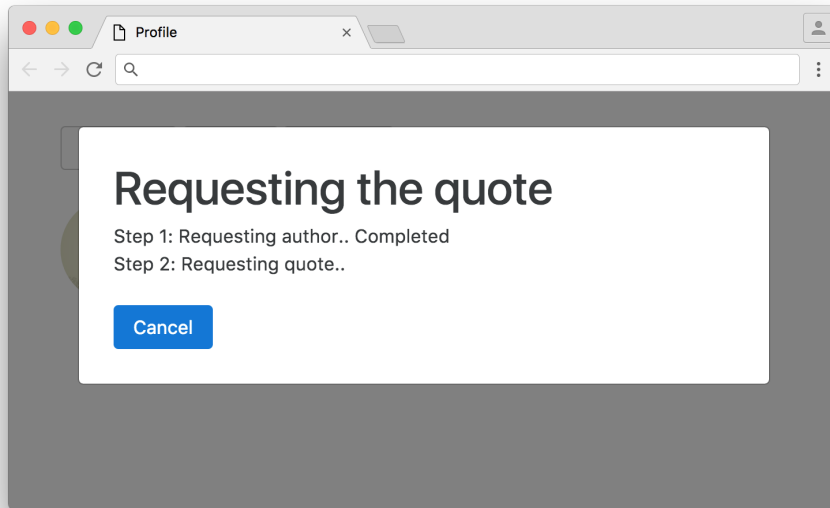 Profile
Requesting the quote
Step 1: Requesting author.. Completed
Step 2: Requesting quote..
Cancel